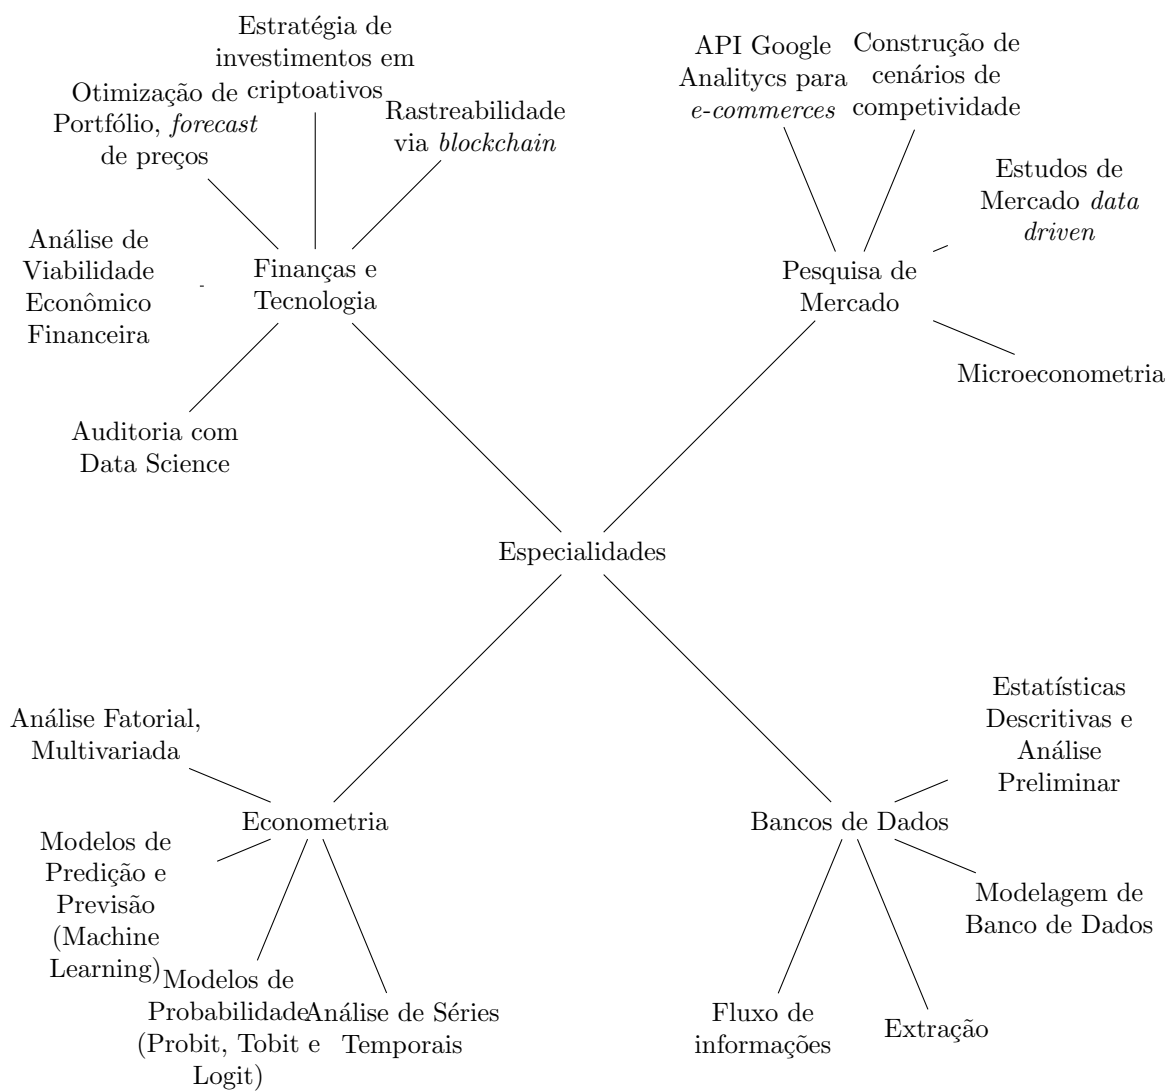 Estratégia de
investimentos em
criptoativos
Otimização de
Portfólio, forecast
de preços
Rastreabilidade
via blockchain
Análise de
Viabilidade
Econômico
Financeira
Finanças e
Tecnologia
Auditoria com
Data Science
API Google
Analitycs para
e-commerces
Construção de
cenários de
competividade
Estudos de
Mercado data
driven
Pesquisa de
Mercado
Microeconometria
Especialidades
Análise Fatorial,
Multivariada
Econometria
Modelos de
Predição e
Previsão
(Machine
Learning)
Modelos de
Probabilidade
(Probit, Tobit e
Logit)
Análise de Séries
Temporais
Estatísticas
Descritivas e
Análise
Preliminar
Bancos de Dados
Modelagem de
Banco de Dados
Fluxo de
informações
Extração